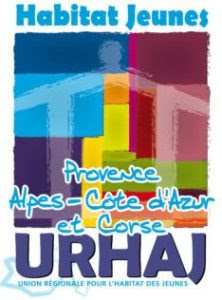 Habitat Jeunes
Provence
Alpes-Côte d'Azur
et Corse
URHAJ
UNION RÉGIONALE POUR L'HABITAT DES JEUNES